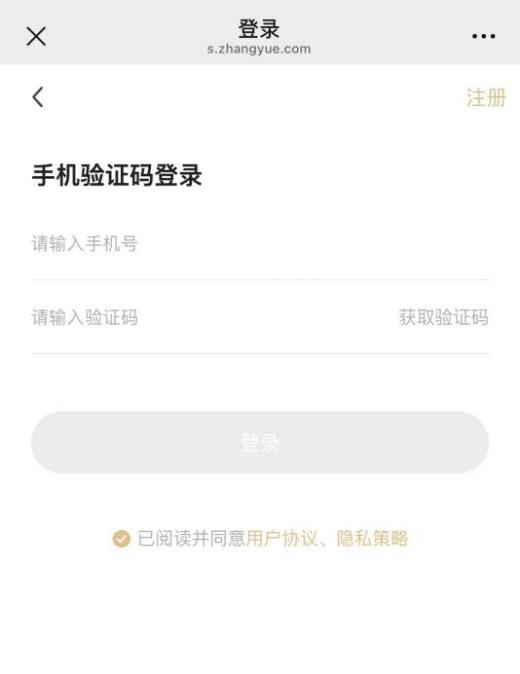 登录
s.zhangyue.com
注册
手机验证码登录
请输入手机号
请输入验证码 获取验证码
登录
已阅读并同意用户协议、隐私策略